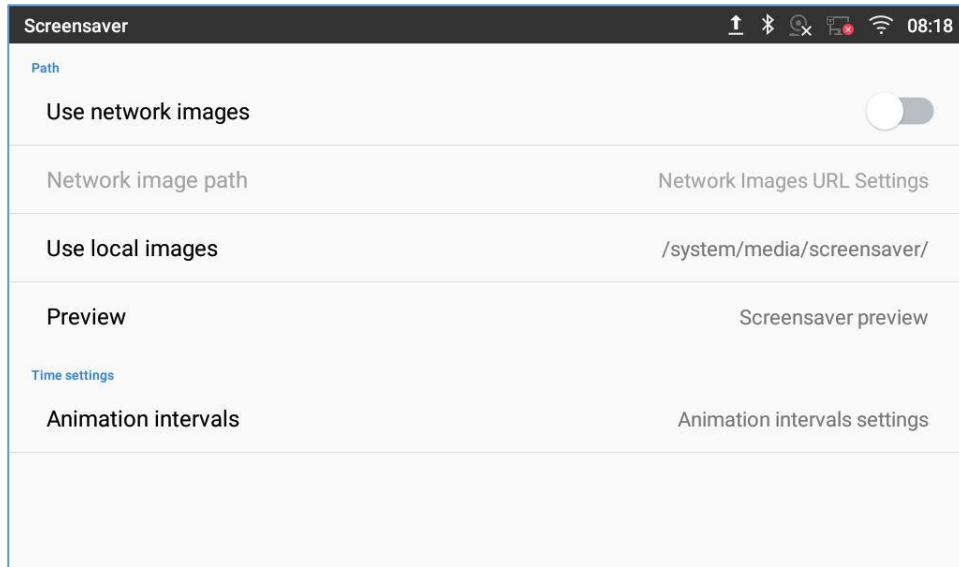 Screensaver 08:18
Path
Use network images
Network image path Network Images URL Settings
Use local images /system/media/screensaver/
Preview Screensaver preview
Time settings
Animation intervals Animation intervals settings